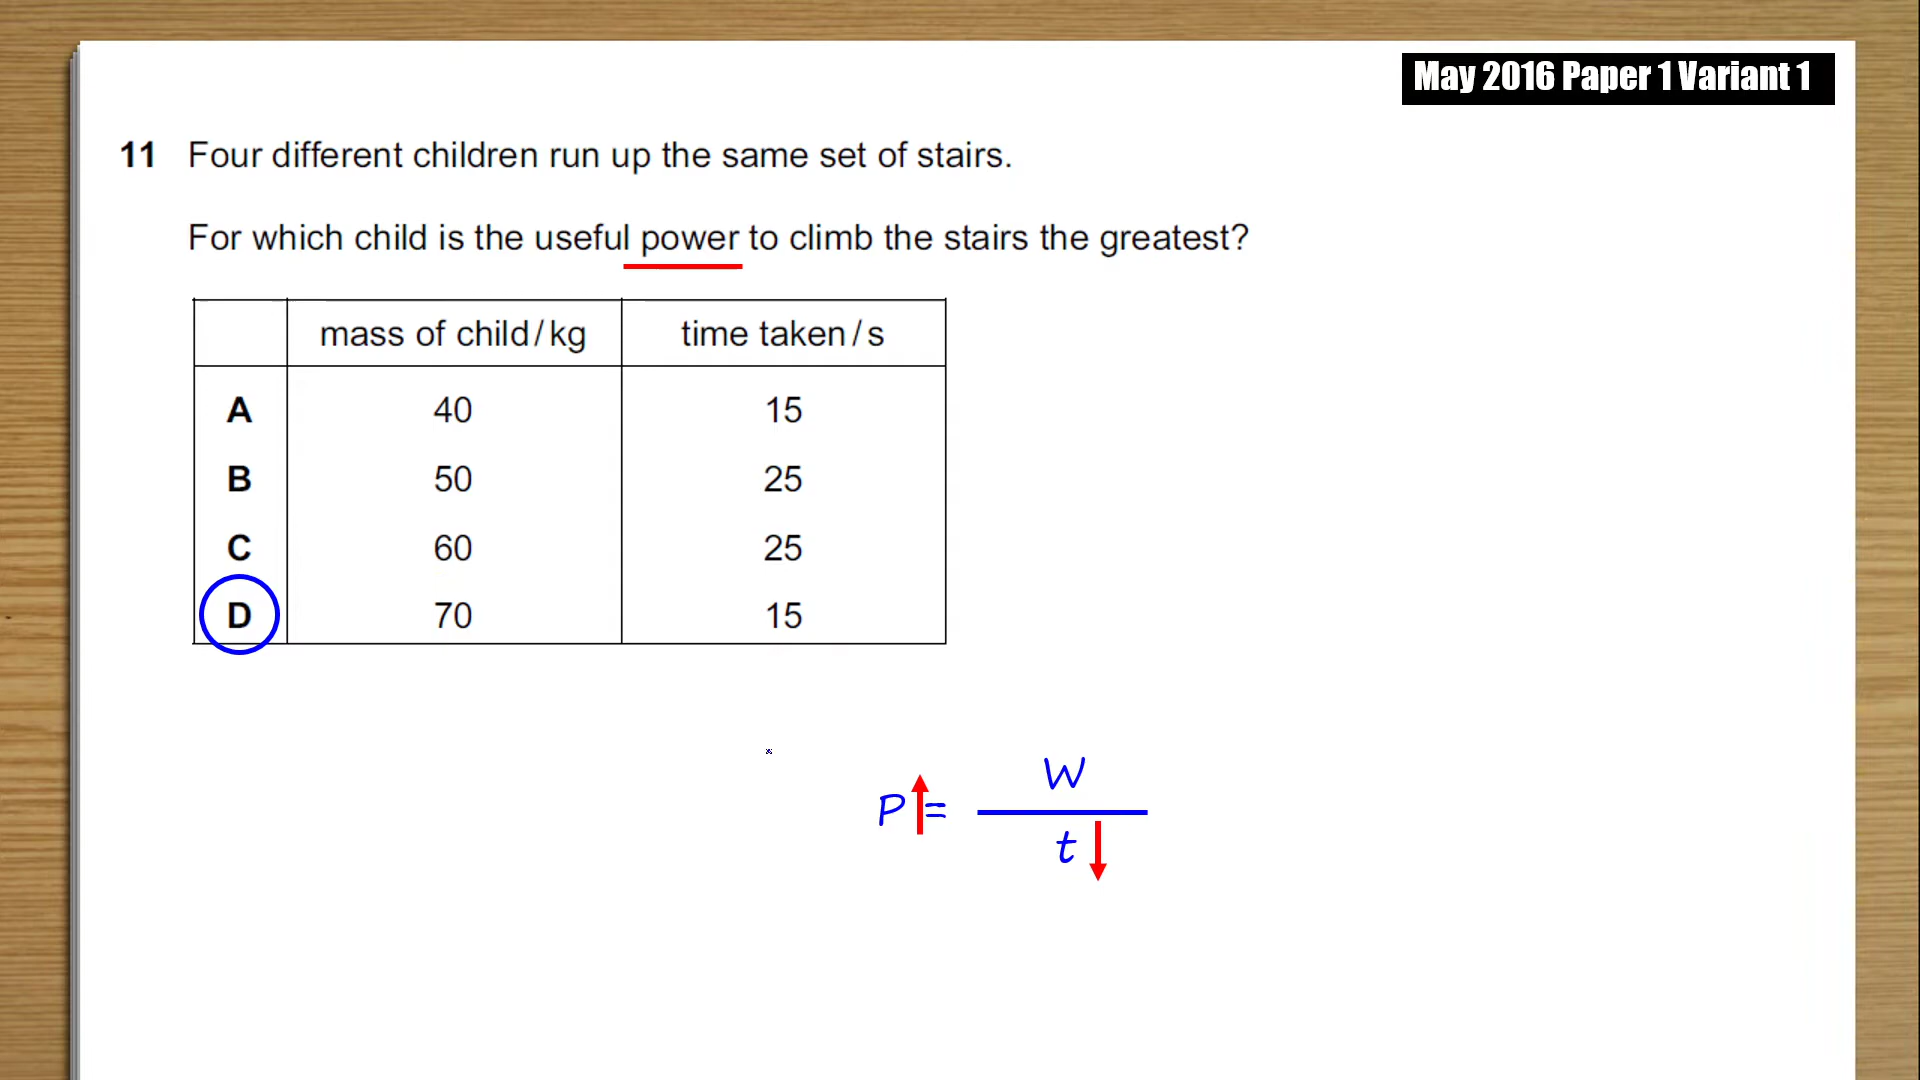 May 2016 Paper 1 Variant 1
11 Four different children run up the same set of stairs.
For which child is the useful power to climb the stairs the greatest?
mass of child/kg time taken/s
A 40 15
B 50 25
C 60 25
D 70 15
P = W
t